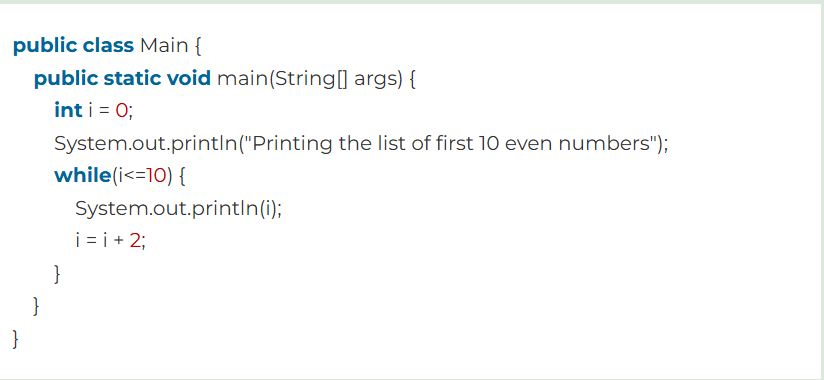 public class Main {
public static void main(String[] args) {
int i = 0;
System.out.println("Printing the list of first 10 even numbers");
while(i<=10) {
System.out.println(i);
i = i + 2;
}
}
}